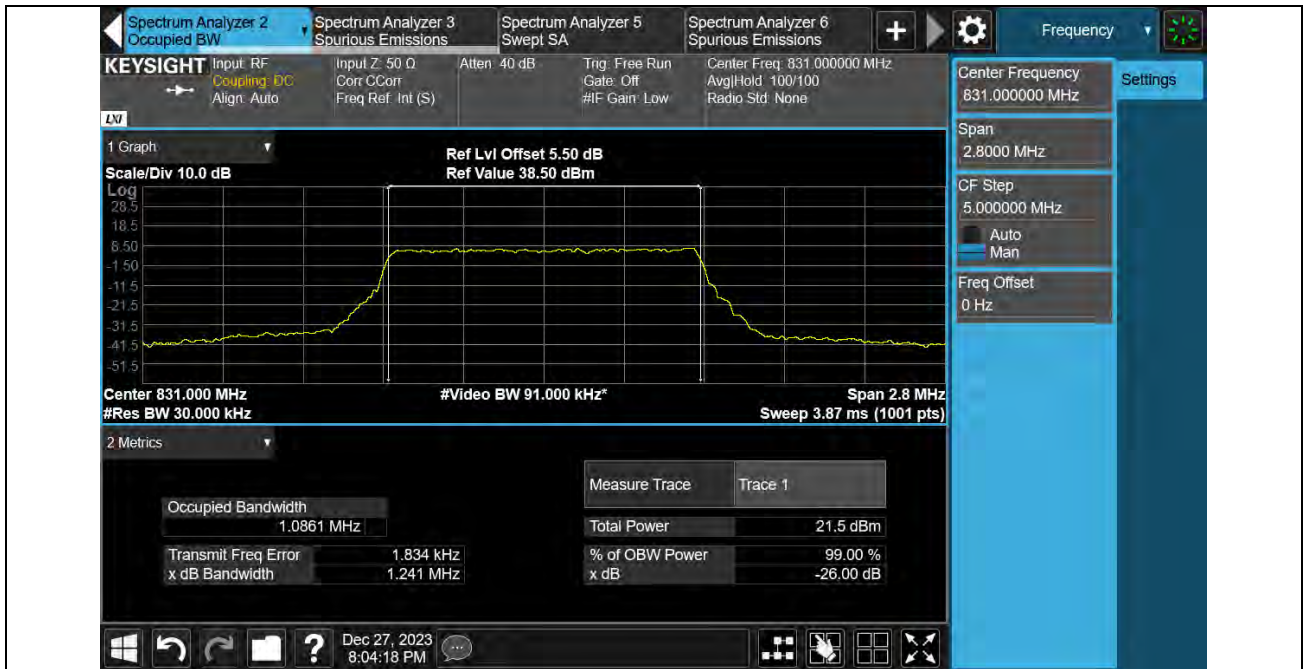 Spectrum Analyzer 2
Occupied BW
Spectrum Analyzer 3
Spurious Emissions
Spectrum Analyzer 5
Swept SA
Spectrum Analyzer 6
Spurious Emissions
+
Frequency
KEYSIGHT
Input: RF
Coupling: DC
Align: Auto
Input Z: 50 Ω
Corr CCorr
Freq Ref: Int (S)
Atten: 40 dB
Trig: Free Run
Gate: Off
#IF Gain: Low
Center Freq: 831.000000 MHz
Avg|Hold: 100/100
Radio Std: None
LXI
Center Frequency
831.000000 MHz
Settings
Span
2.8000 MHz
CF Step
5.000000 MHz
Auto
Man
Freq Offset
0 Hz
1 Graph
Scale/Div 10.0 dB
Ref Lvl Offset 5.50 dB
Ref Value 38.50 dBm
Log
28.5
18.5
8.50
-1.50
-11.5
-21.5
-31.5
-41.5
-51.5
Center 831.000 MHz
#Res BW 30.000 kHz
#Video BW 91.000 kHz*
Span 2.8 MHz
Sweep 3.87 ms (1001 pts)
2 Metrics
Measure Trace Trace 1
Occupied Bandwidth
1.0861 MHz
Total Power 21.5 dBm
Transmit Freq Error 1.834 kHz
% of OBW Power 99.00 %
x dB Bandwidth 1.241 MHz
x dB -26.00 dB
?
Dec 27, 2023
8:04:18 PM